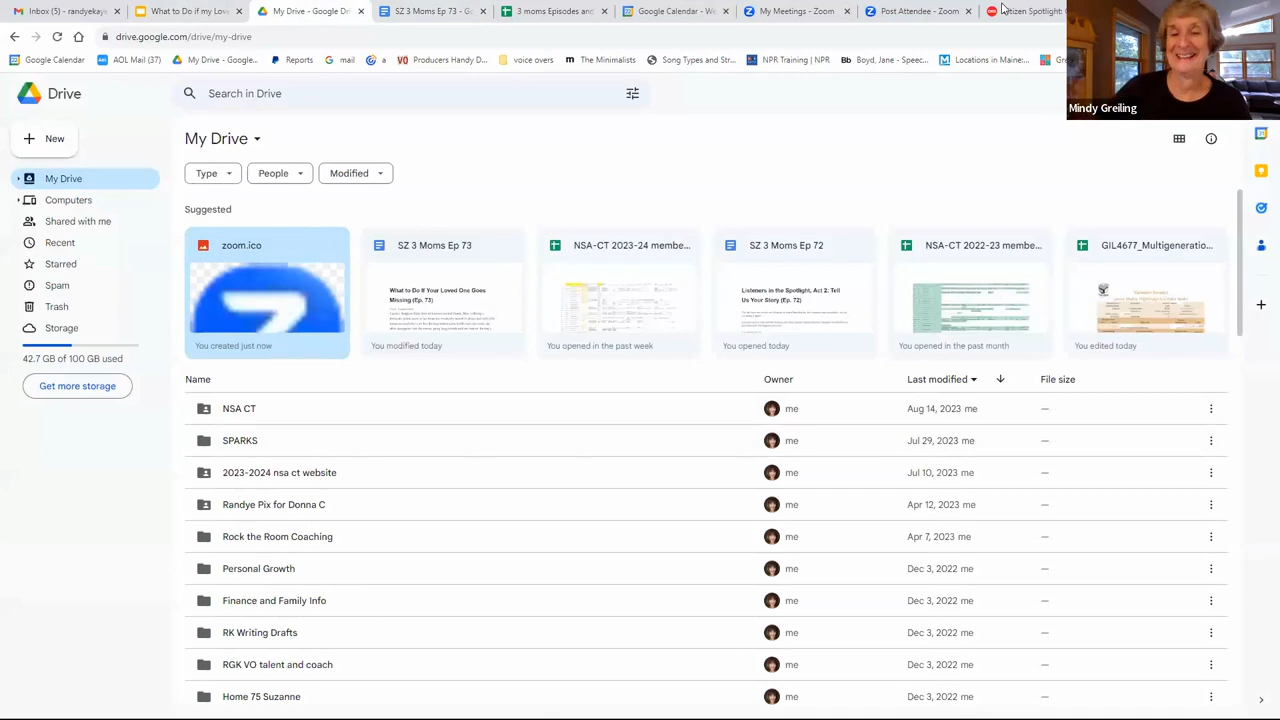 Inbox (5) - randyekay
What to Do if my Love
My Drive - Google Dri
SZ 3 Moms Ep 73 - Go
3 moms Episodes and
Google Calendar - We
My Meetings - Zoom
Post Attendee - Zoom
tizen Spotlight:
drive.google.com/drive/my-drive
Google Calendar
AOL Mail (37)
My Drive - Googl...
Reports
Producers Revi
The Minimalists
Song Types and Str...
NPR Training | NPR
Boyd, Jane - Speec...
Locations in Maine:...
Mindy Greiling
Drive
Search in Drive
New
My Drive
Type
People
Modified
My Drive
Computers
Shared with me
Recent
Starred
Spam
Trash
Storage
42.7 GB of 100 GB used
Get more storage
Suggested
zoom.ico
SZ 3 Moms Ep 73
NSA-CT 2023-24 membe...
SZ 3 Moms Ep 72
NSA-CT 2022-23 membe...
GIL4677_Multigeneratio...
What to Do If Your Loved One Goes
Missing (Ep. 73)
Listeners in the Spotlight, Act 2: Tell
Us Your Story (Ep. 72)
You created just now
You modified today
You opened in the past week
You opened today
You opened in the past month
You edited today
Name Owner Last modified File size
NSA CT me Aug 14, 2023 me —
SPARKS me Jul 29, 2023 me —
2023-2024 nsa ct website me Jul 10, 2023 me —
Randye Pix for Donna C me Apr 12, 2023 me —
Rock the Room Coaching me Apr 7, 2023 me —
Personal Growth me Dec 3, 2022 me —
Finance and Family Info me Dec 3, 2022 me —
RK Writing Drafts me Dec 3, 2022 me —
RGK VO talent and coach me Dec 3, 2022 me —
Home 75 Suzanne me Dec 3, 2022 me —